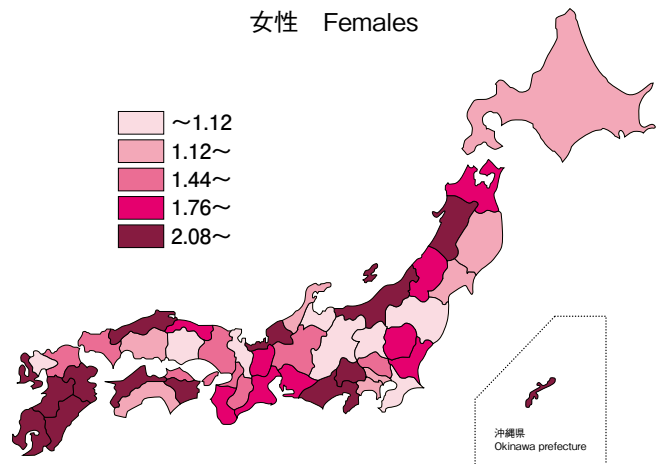 女性　Females
～1.12
1.12～
1.44～
1.76～
2.08～
沖縄県
Okinawa prefecture